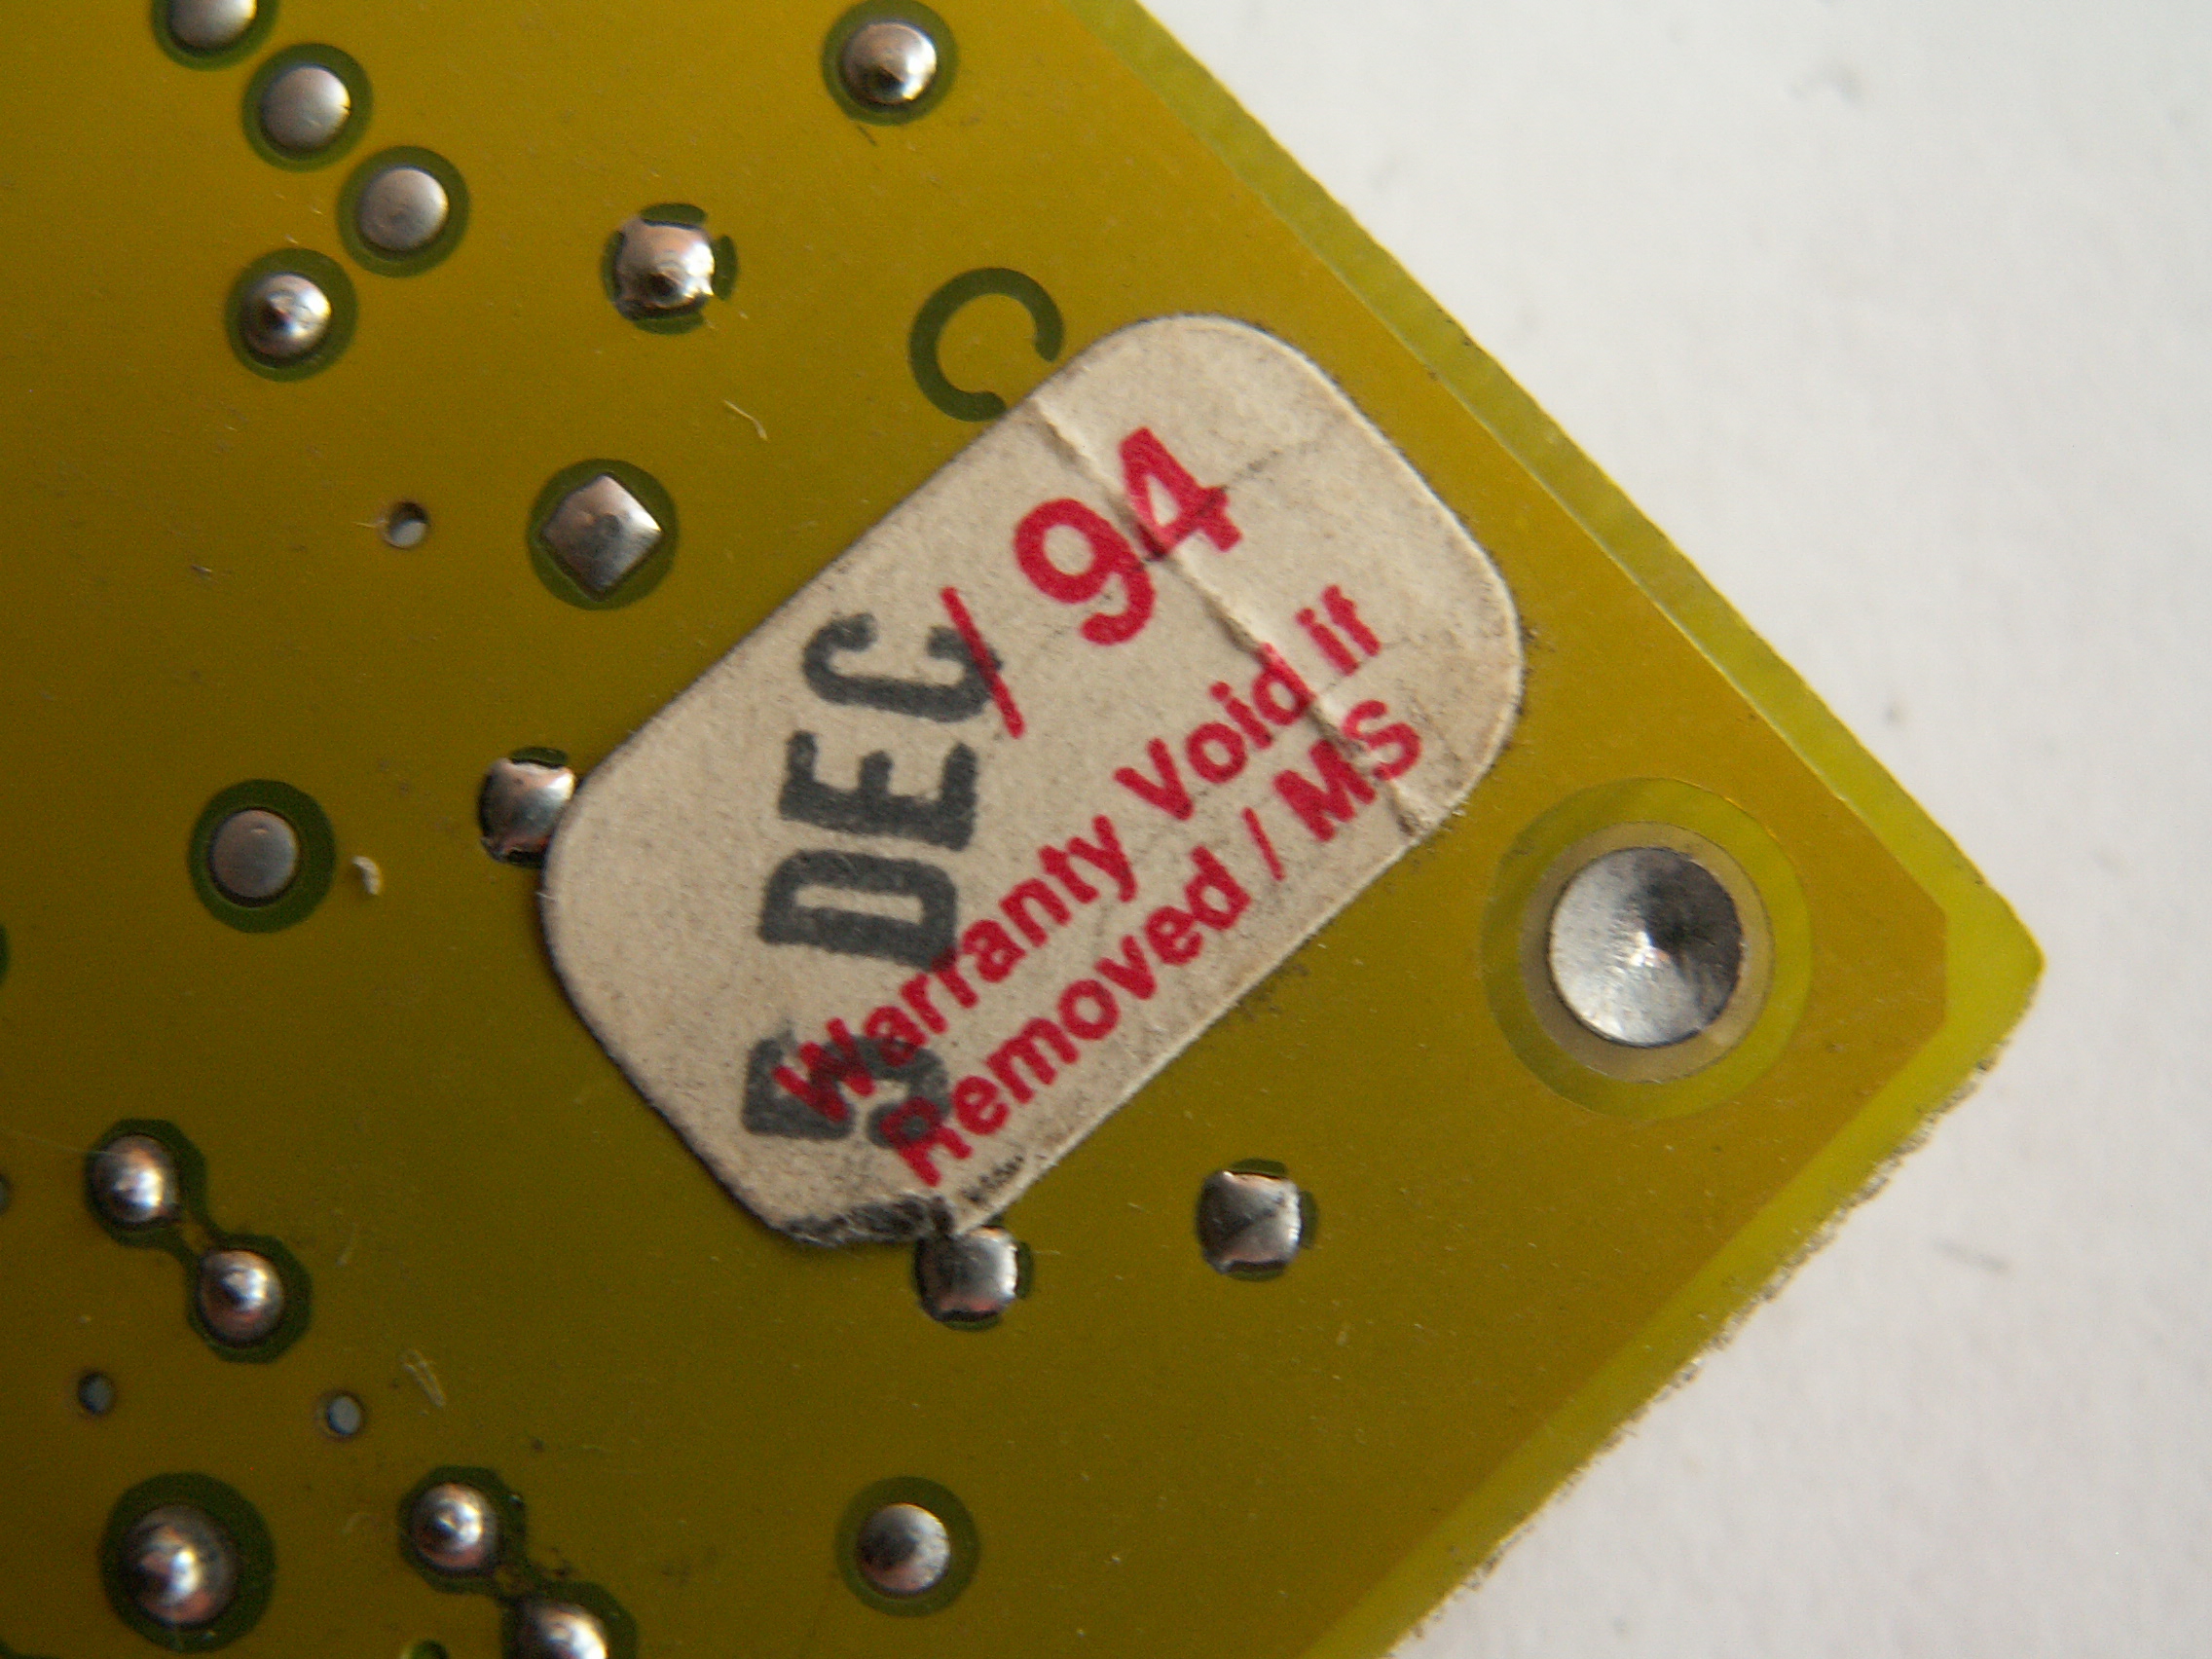 / 94
DEC
Warranty Void if
Removed / MS